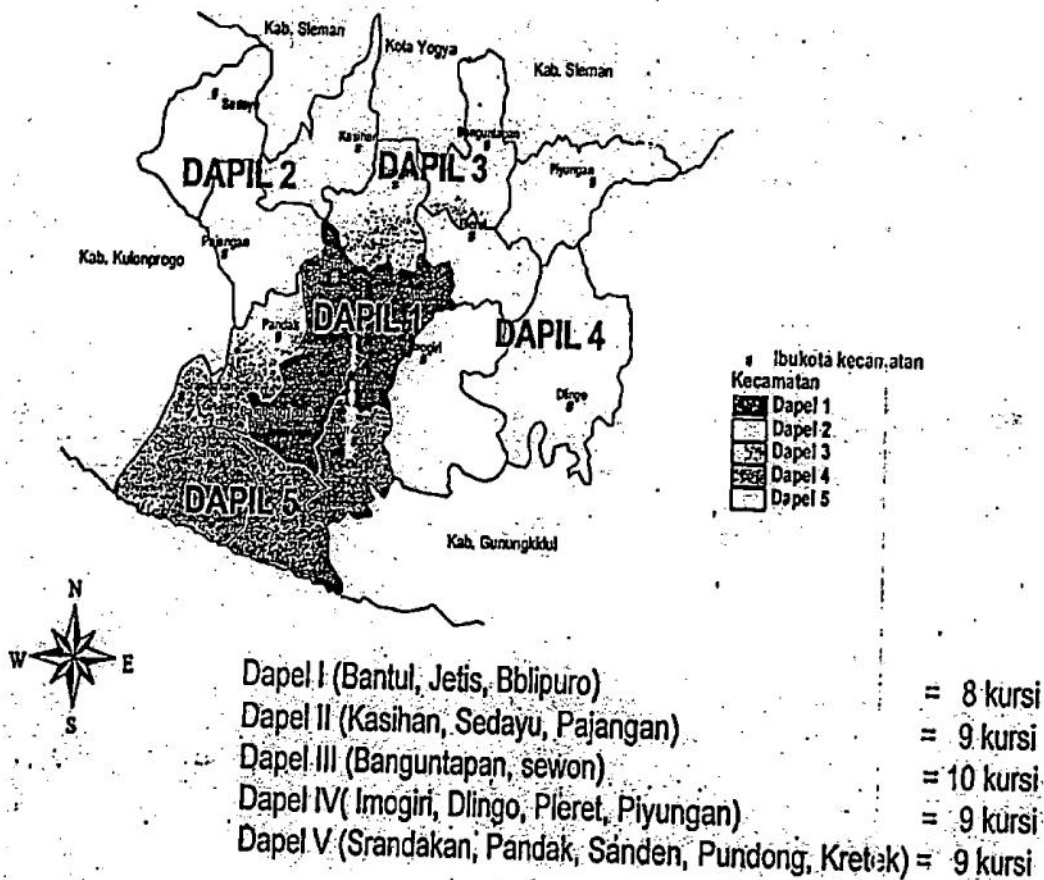 Kab. Sleman
Kota Yogya
Kab. Sleman
Kasihan
Banguntapan
Piyungan
DAPIL 2
DAPIL 3
Pajangan
Kab. Kulonprogo
Pandak
DAPIL 1
DAPIL 4
Dlingo
DAPIL 5
Kab. Gunungkidul
Ibukota kecamatan
Kecamatan
Dapel 1
Dapel 2
Dapel 3
Dapel 4
Dapel 5
N
W E
S
Dapel I (Bantul, Jetis, Bblipuro) = 8 kursi
Dapel II (Kasihan, Sedayu, Pajangan) = 9 kursi
Dapel III (Banguntapan, sewon) = 10 kursi
Dapel IV( Imogiri, Dlingo, Pleret, Piyungan) = 9 kursi
Dapel V (Srandakan, Pandak, Sanden, Pundong, Kretek) = 9 kursi